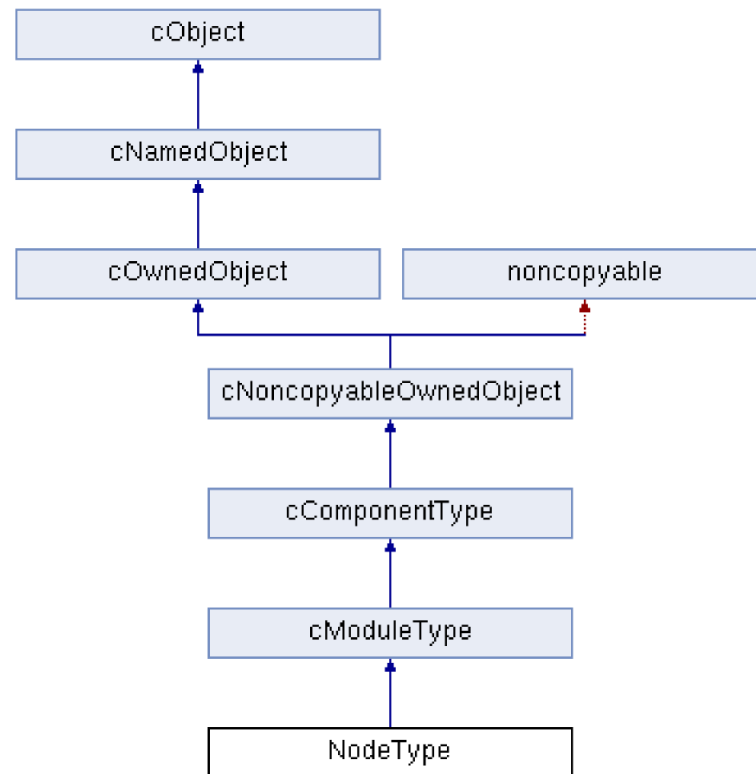 cObject
cNamedObject
cOwnedObject
noncopyable
cNoncopyableOwnedObject
cComponentType
cModuleType
NodeType